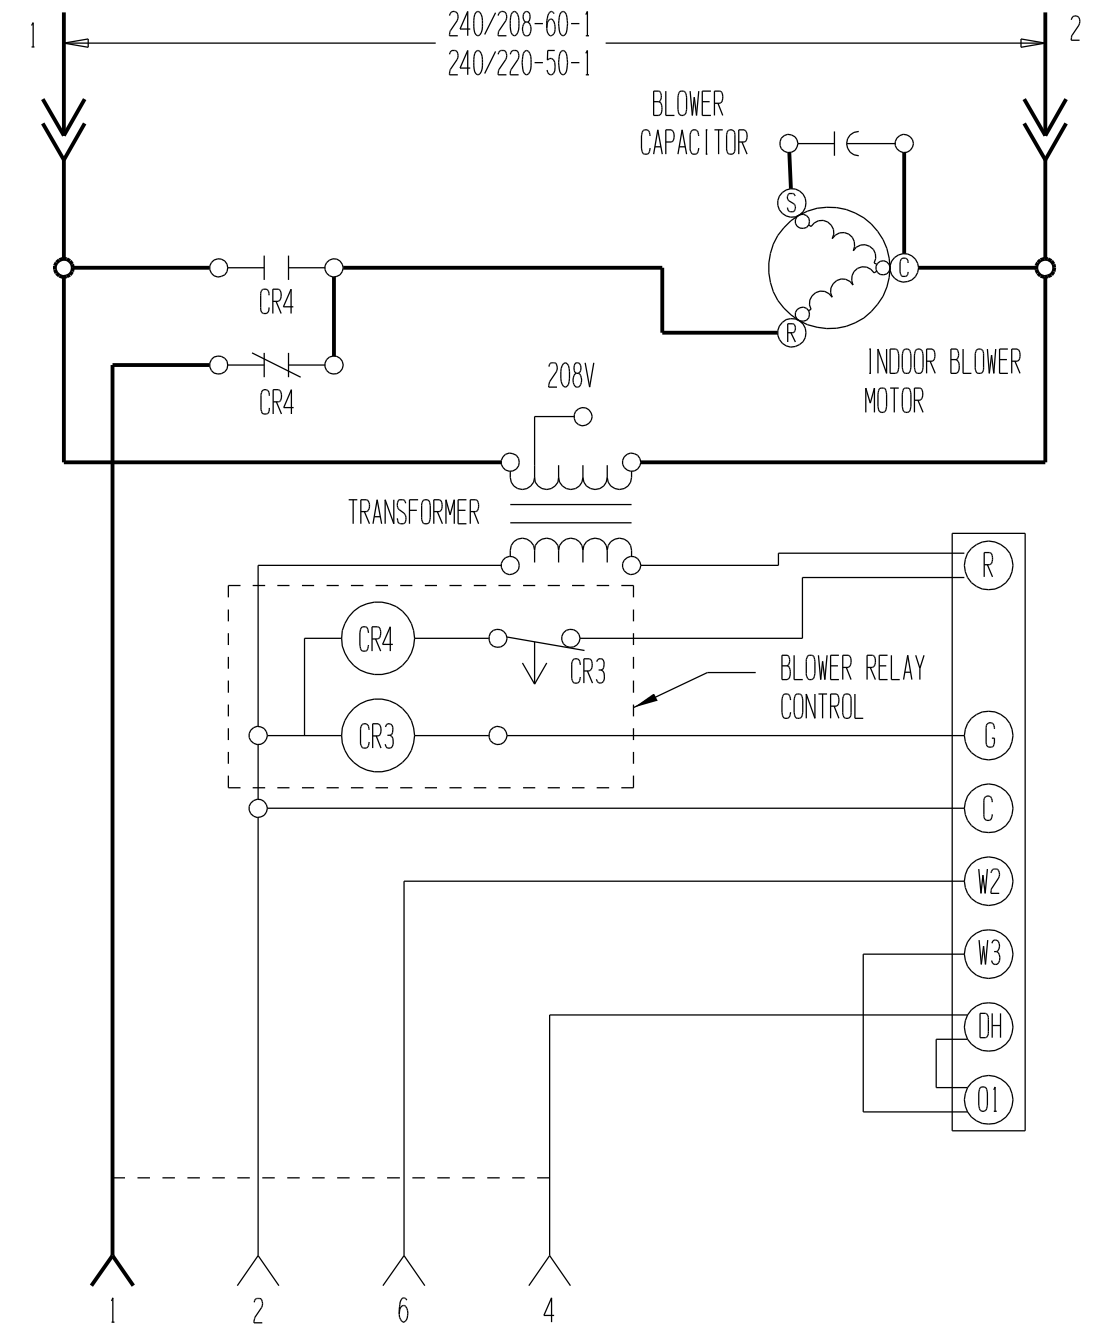 1
240/208-60-1
240/220-50-1
2
BLOWER
CAPACITOR
S
C
R
CR4
CR4
INDOOR BLOWER
MOTOR
208V
TRANSFORMER
R
CR4
CR3
BLOWER RELAY
CONTROL
CR3
G
C
W2
W3
DH
O1
1
2
6
4